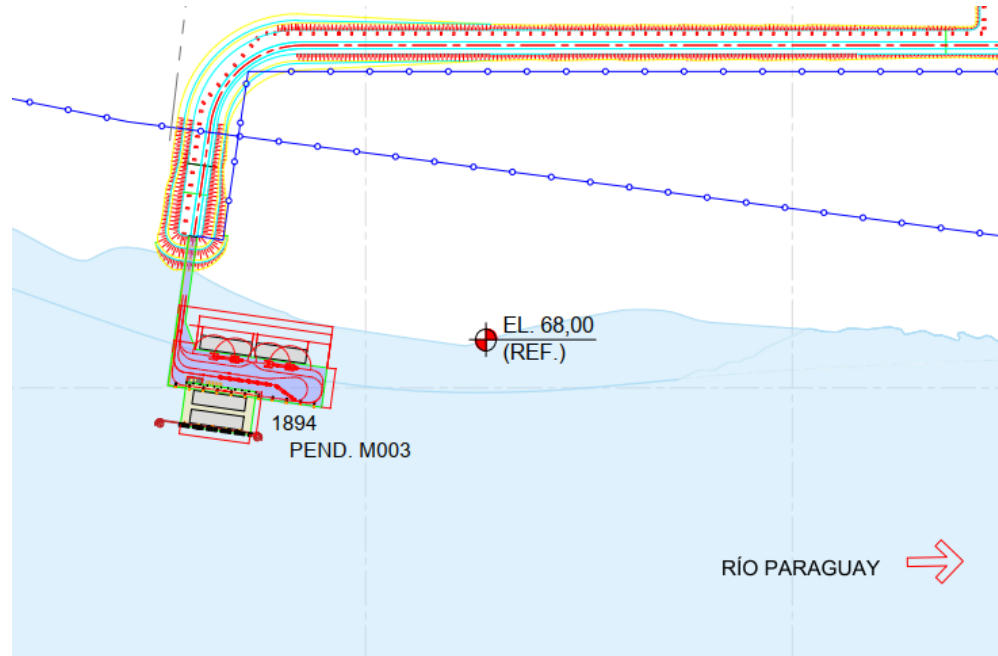 EL. 68,00
(REF.)
1894
PEND. M003
RÍO PARAGUAY